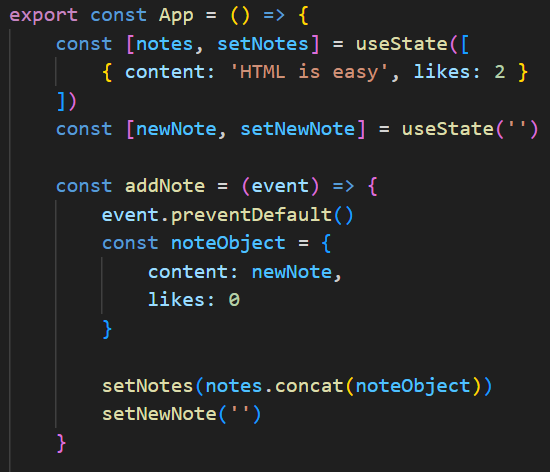 export const App = () => {
    const [notes, setNotes] = useState([
        { content: 'HTML is easy', likes: 2 }
    ])
    const [newNote, setNewNote] = useState('')

    const addNote = (event) => {
        event.preventDefault()
        const noteObject = {
            content: newNote,
            likes: 0
        }

        setNotes(notes.concat(noteObject))
        setNewNote('')
    }